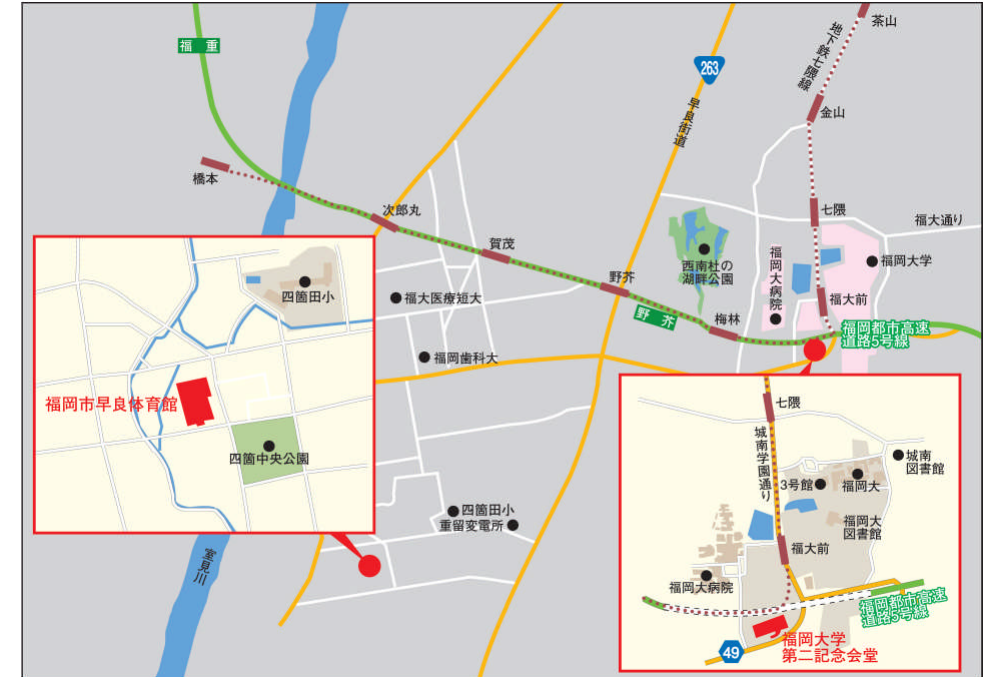 茶山
地下鉄七隈線
福重
263
早良街道
金山
橋本
次郎丸
七隈
福大通り
賀茂
西南杜の
湖畔公園
福岡大病院
福岡大学
野芥
福大医療短大
野芥
梅林
福大前
福岡都市高速
道路5号線
福岡歯科大
四箇田小
福岡市早良体育館
四箇中央公園
四箇田小
重留変電所
室見川
七隈
城南学園通り
城南
図書館
3号館
福岡大
福岡大
図書館
福大前
福岡大病院
福岡都市高速
道路5号線
49
福岡大学
第二記念会堂